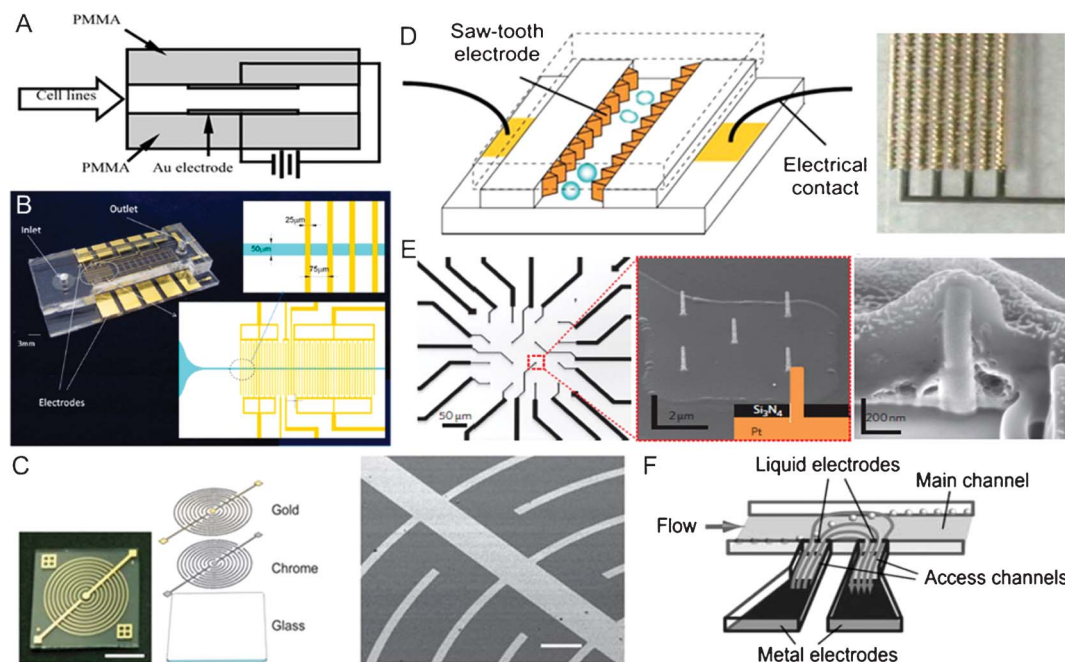 A
PMMA
Cell lines
PMMA
Au electrode
B
Inlet
Outlet
3mm
Electrodes
25μm
50μm
75μm
C
Gold
Chrome
Glass
D
Saw-tooth
electrode
Electrical
contact
E
50 μm
2 μm
Si₃N₄
Pt
200 nm
F
Liquid electrodes
Main channel
Flow
Access channels
Metal electrodes